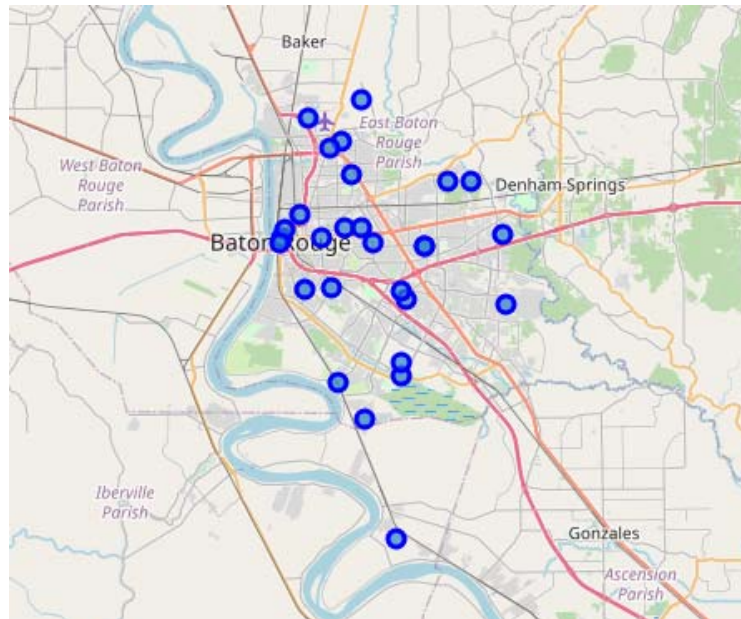 Baker
East Baton
Rouge
Parish
West Baton
Rouge
Parish
Denham Springs
Baton Rouge
Iberville
Parish
Gonzales
Ascension
Parish